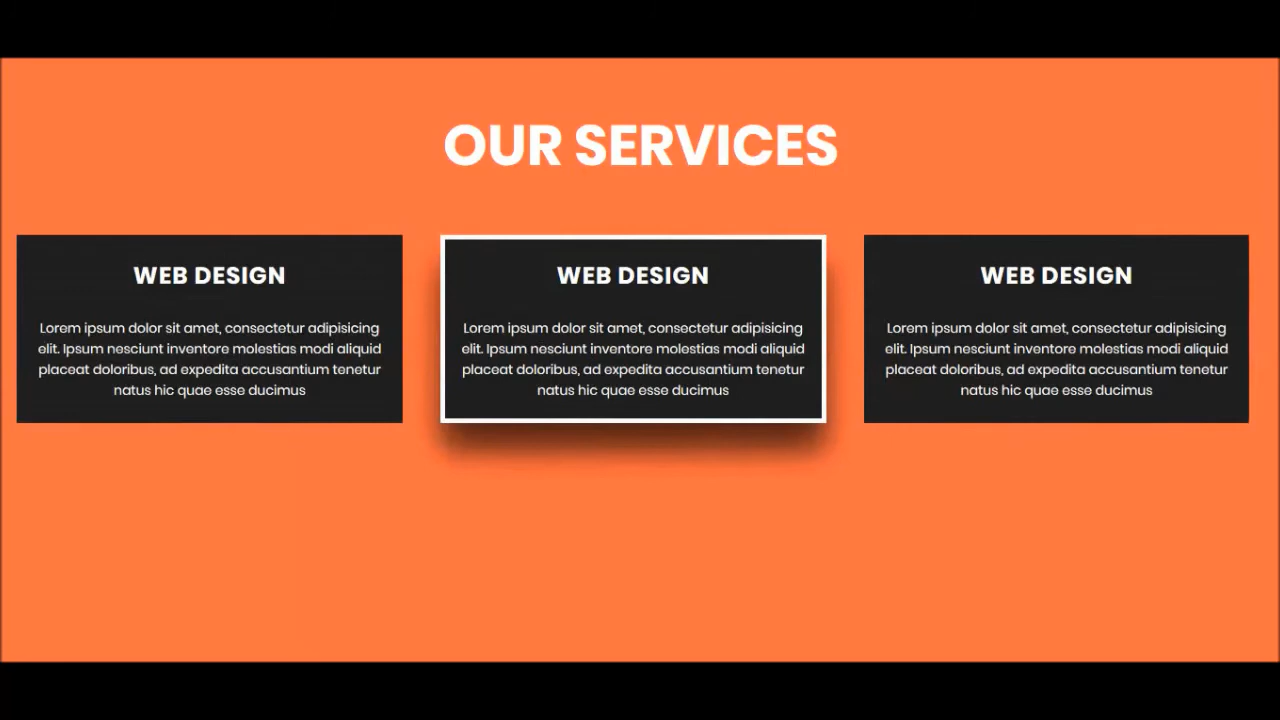 OUR SERVICES
WEB DESIGN
Lorem ipsum dolor sit amet, consectetur adipisicing
elit. Ipsum nesciunt inventore molestias modi aliquid
placeat doloribus, ad expedita accusantium tenetur
natus hic quae esse ducimus
WEB DESIGN
Lorem ipsum dolor sit amet, consectetur adipisicing
elit. Ipsum nesciunt inventore molestias modi aliquid
placeat doloribus, ad expedita accusantium tenetur
natus hic quae esse ducimus
WEB DESIGN
Lorem ipsum dolor sit amet, consectetur adipisicing
elit. Ipsum nesciunt inventore molestias modi aliquid
placeat doloribus, ad expedita accusantium tenetur
natus hic quae esse ducimus